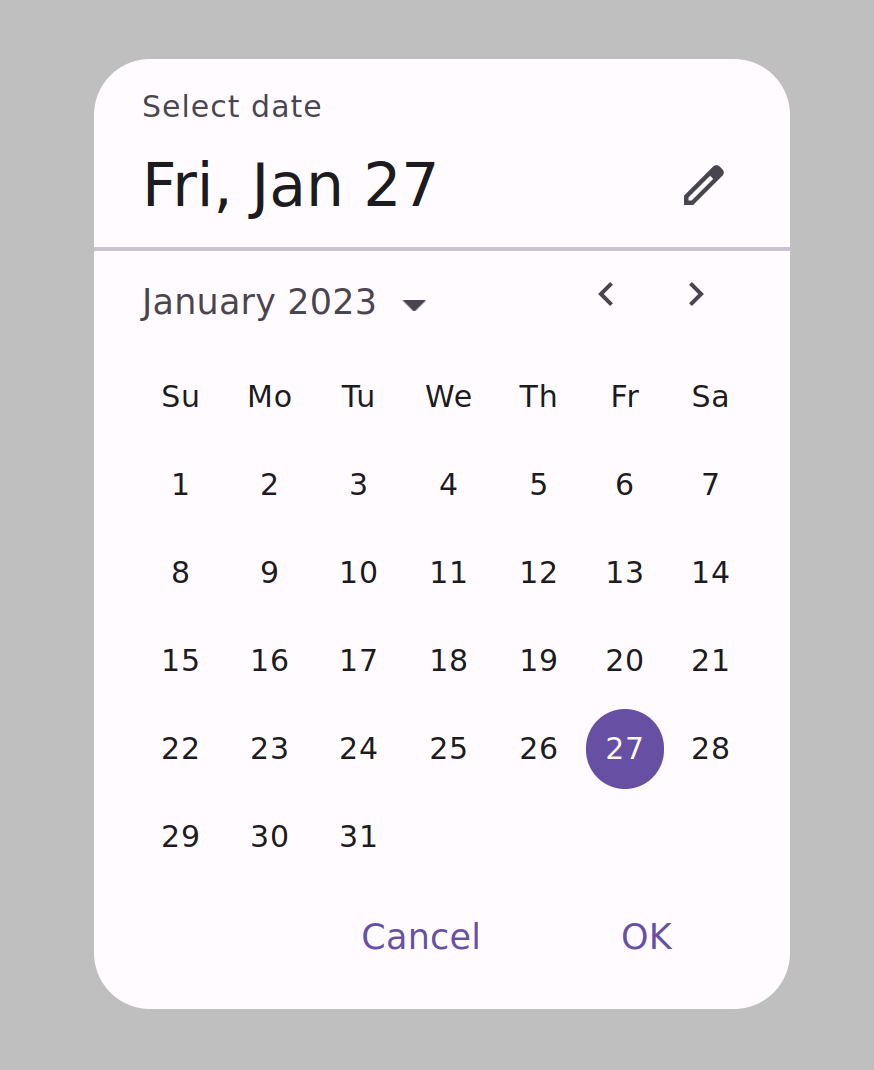 Select date
Fri, Jan 27
January 2023
Su Mo Tu We Th Fr Sa
1 2 3 4 5 6 7
8 9 10 11 12 13 14
15 16 17 18 19 20 21
22 23 24 25 26 27 28
29 30 31
Cancel OK